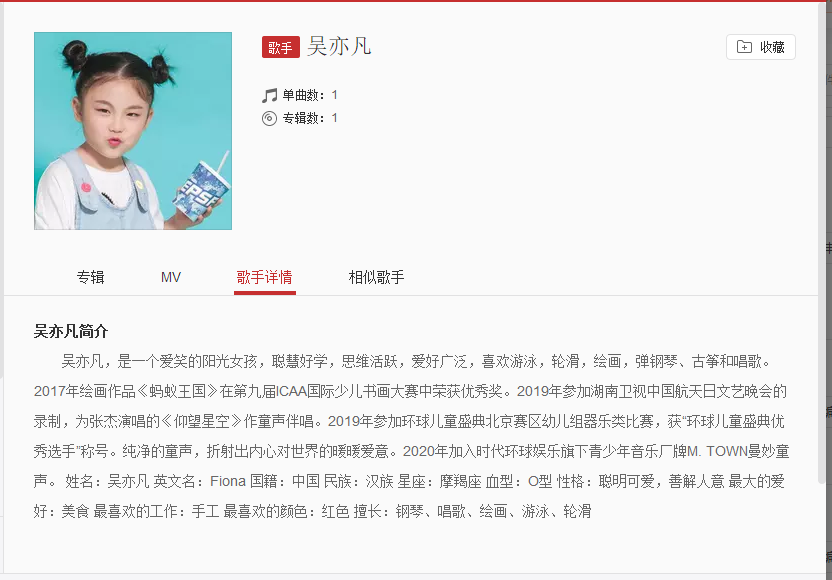 歌手 吴亦凡
收藏
单曲数：1
专辑数：1
EPSI
专辑 MV 歌手详情 相似歌手
吴亦凡简介
吴亦凡，是一个爱笑的阳光女孩，聪慧好学，思维活跃，爱好广泛，喜欢游泳，轮滑，绘画，弹钢琴、古筝和唱歌。
2017年绘画作品《蚂蚁王国》在第九届ICAA国际少儿书画大赛中荣获优秀奖。2019年参加湖南卫视中国航天日文艺晚会的
录制，为张杰演唱的《仰望星空》作童声伴唱。2019年参加环球儿童盛典北京赛区幼儿组器乐类比赛，获“环球儿童盛典优
秀选手”称号。纯净的童声，折射出内心对世界的暖暖爱意。2020年加入时代环球娱乐旗下青少年音乐厂牌M. TOWN曼妙童
声。 姓名：吴亦凡 英文名：Fiona 国籍：中国 民族：汉族 星座：摩羯座 血型：O型 性格：聪明可爱，善解人意 最大的爱
好：美食 最喜欢的工作：手工 最喜欢的颜色：红色 擅长：钢琴、唱歌、绘画、游泳、轮滑